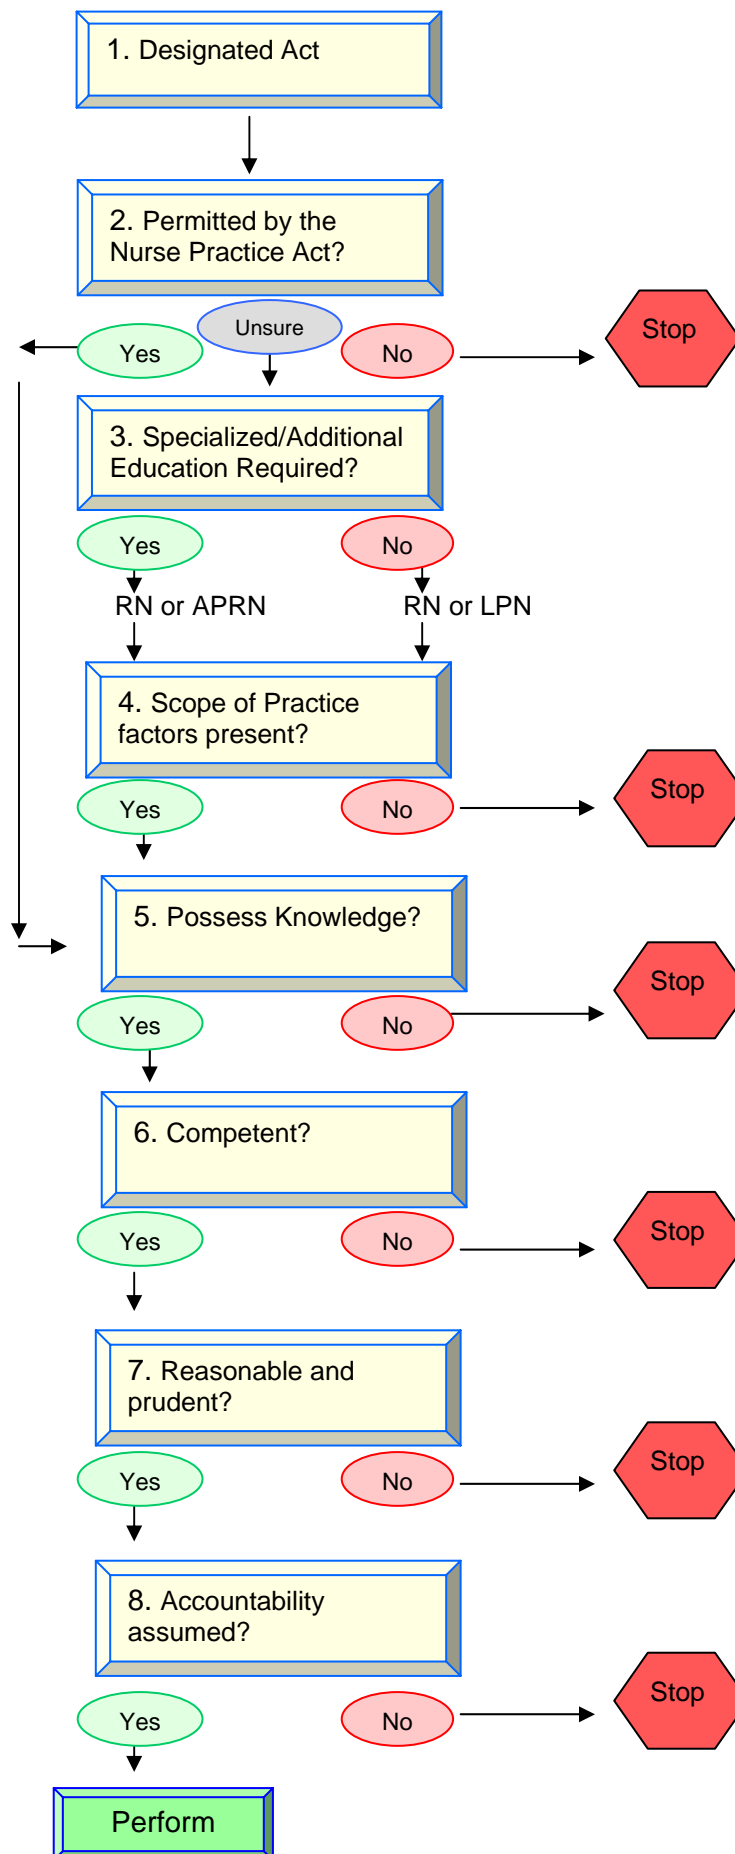 1. Designated Act
2. Permitted by the
Nurse Practice Act?
Yes
Unsure
No
Stop
3. Specialized/Additional
Education Required?
Yes
No
RN or APRN
RN or LPN
4. Scope of Practice
factors present?
Yes
No
Stop
5. Possess Knowledge?
Yes
No
Stop
6. Competent?
Yes
No
Stop
7. Reasonable and
prudent?
Yes
No
Stop
8. Accountability
assumed?
Yes
No
Stop
Perform